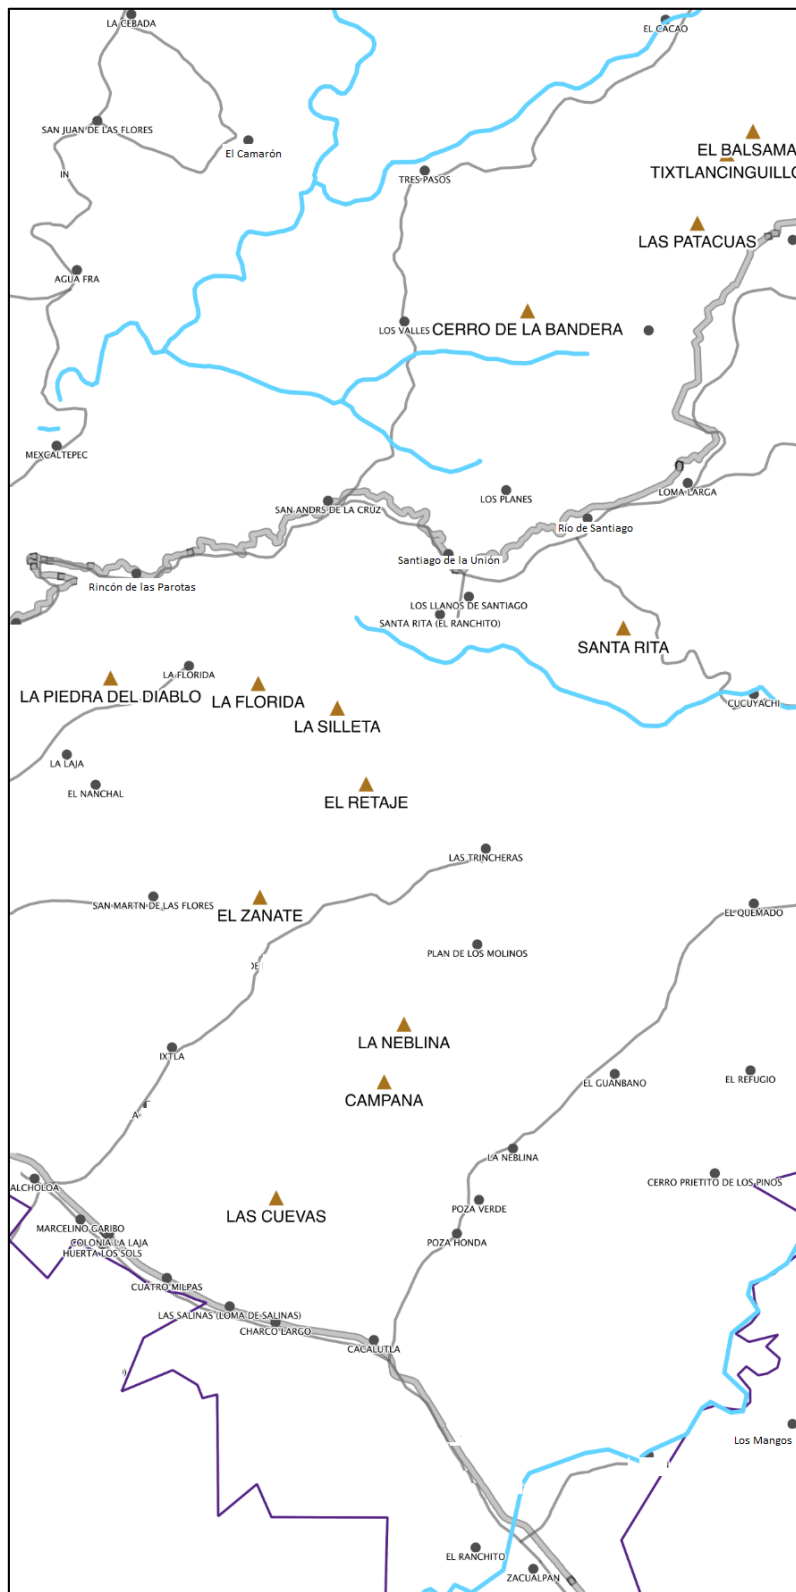 LA CEBADA
EL CACAO
SAN JUAN DE LAS FLORES
El Camarón
EL BALSAMA
TIXTLANCINGUILLO
IN
TRES PASOS
LAS PATACUAS
AGUA FRA
LOS VALLES
CERRO DE LA BANDERA
MEXCALTEPEC
LOS PLANES
LOMA LARGA
SAN ANDRS DE LA CRUZ
Río de Santiago
Santiago de la Unión
Rincón de las Parotas
LOS LLANOS DE SANTIAGO
SANTA RITA (EL RANCHITO)
SANTA RITA
LA FLORIDA
LA PIEDRA DEL DIABLO
LA FLORIDA
CUCUYACHI
LA SILLETA
LA LAJA
EL NANCHAL
EL RETAJE
LAS TRINCHERAS
SAN MARTN DE LAS FLORES
EL ZANATE
EL QUEMADO
PLAN DE LOS MOLINOS
LA NEBLINA
IXTLA
EL GUANBANO
EL REFUGIO
CAMPANA
LA NEBLINA
CERRO PRIETITO DE LOS PINOS
ALCHOLOA
POZA VERDE
LAS CUEVAS
MARCELINO GARIBO
COLONIA LA LAJA
POZA HONDA
HUERTA LOS SOLS
CUATRO MILPAS
LAS SALINAS (LOMA DE SALINAS)
CHARCO LARGO
CACALUTLA
Los Mangos
EL RANCHITO
ZACUALPAN